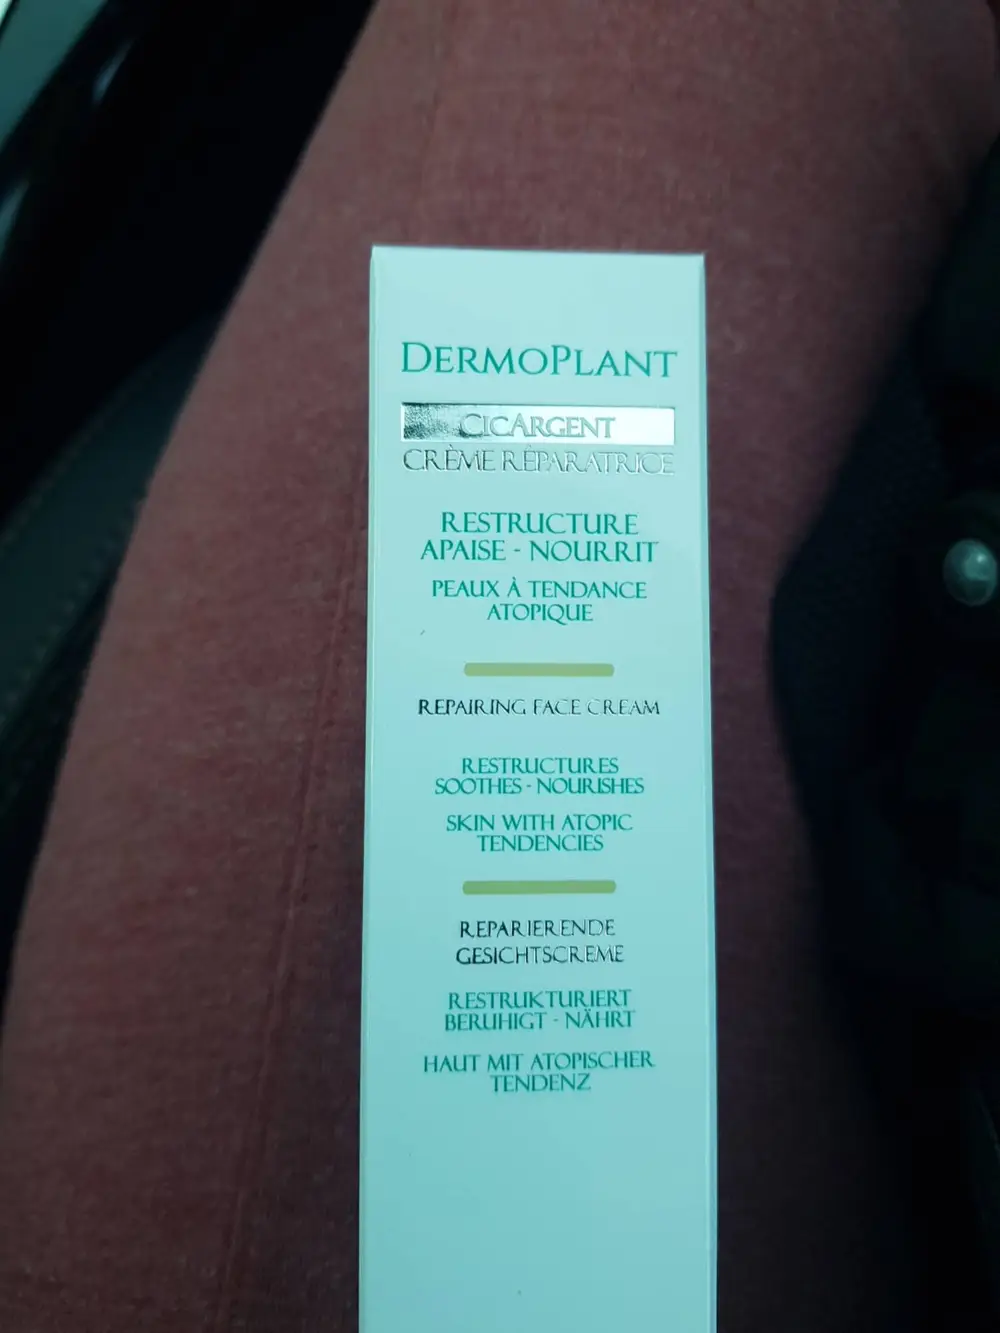 DERMOPLANT
CICARGENT
CRÈME RÉPARATRICE
RESTRUCTURE
APAISE - NOURRIT
PEAUX À TENDANCE
ATOPIQUE
REPAIRING FACE CREAM
RESTRUCTURES
SOOTHES - NOURISHES
SKIN WITH ATOPIC
TENDENCIES
REPARIERENDE
GESICHTSCREME
RESTRUKTURIERT
BERUHIGT - NÄHRT
HAUT MIT ATOPISCHER
TENDENZ